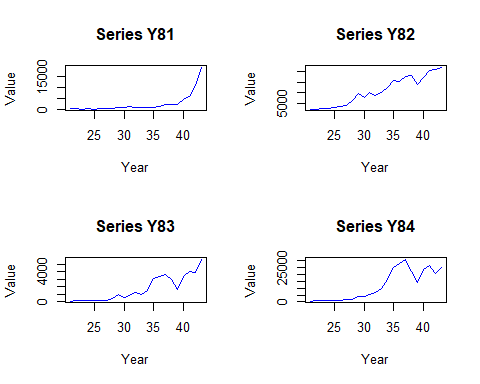 Series Y81
Value
0 15000
25 30 35 40
Year
Series Y82
Value
5000
25 30 35 40
Year
Series Y83
Value
0 4000
25 30 35 40
Year
Series Y84
Value
0 25000
25 30 35 40
Year